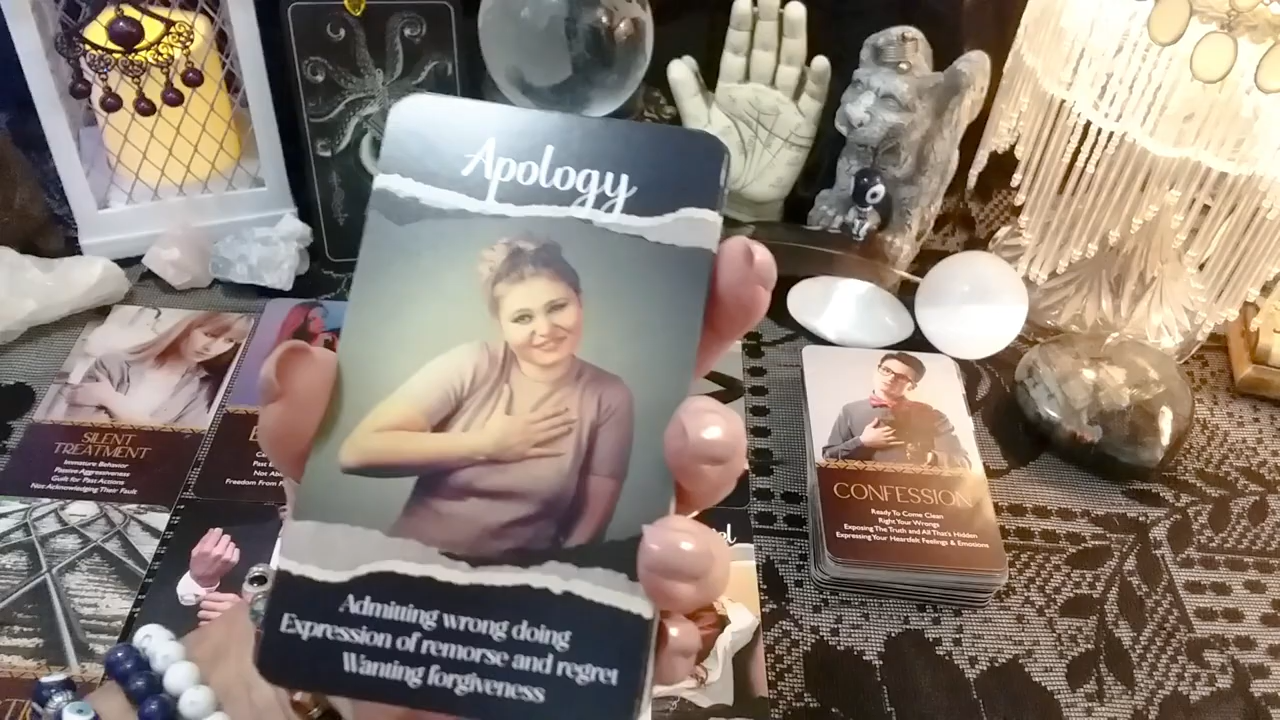 Apology
Admitting wrong doing
Expression of remorse and regret
Wanting forgiveness
SILENT
TREATMENT
Immature Behavior
Passive Aggressiveness
Guilt for Past Actions
Not Acknowledging Their Fault
Freedom From
CONFESSION
Ready To Come Clean
Right Your Wrongs
Exposing The Truth and All That's Hidden
Expressing Your Heartfelt Feelings & Emotions